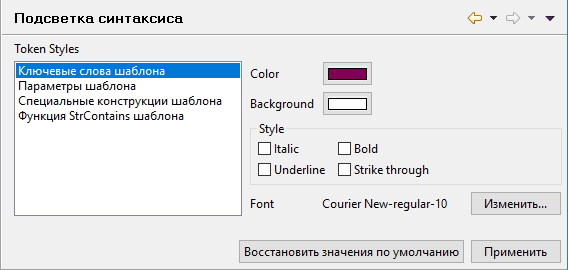 Подсветка синтаксиса
Token Styles
Ключевые слова шаблона
Параметры шаблона
Специальные конструкции шаблона
Функция StrContains шаблона
Color
Background
Style
Italic
Bold
Underline
Strike through
Font
Courier New-regular-10
Изменить...
Восстановить значения по умолчанию
Применить